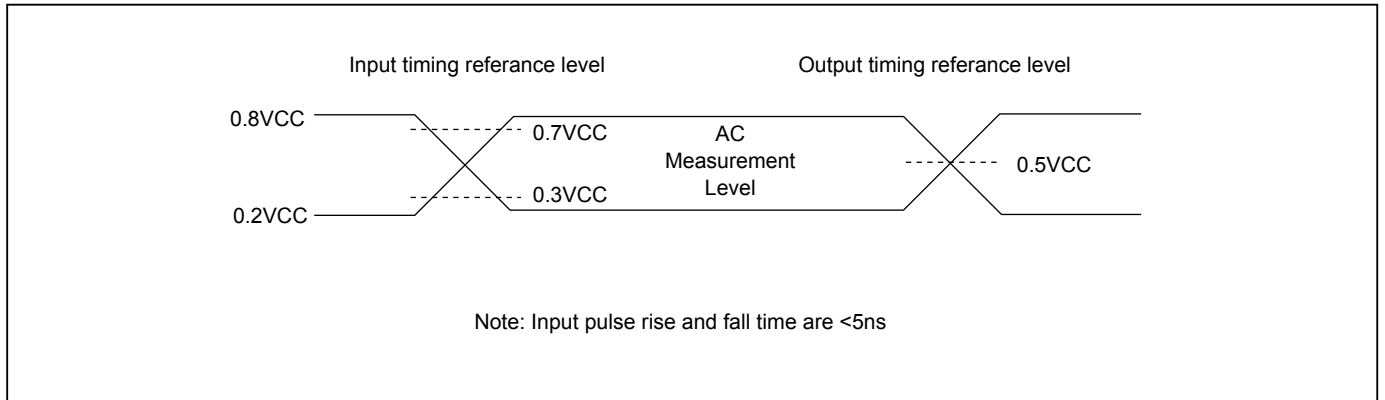 Input timing referance level
Output timing referance level
0.8VCC
0.7VCC
AC
Measurement
Level
0.5VCC
0.3VCC
0.2VCC
Note: Input pulse rise and fall time are <5ns